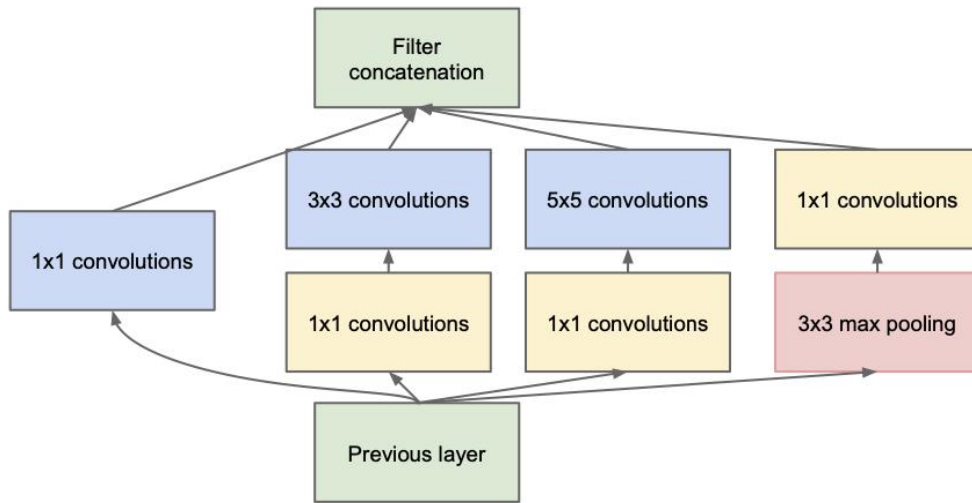 Filter
concatenation
3x3 convolutions
5x5 convolutions
1x1 convolutions
1x1 convolutions
1x1 convolutions
1x1 convolutions
3x3 max pooling
Previous layer